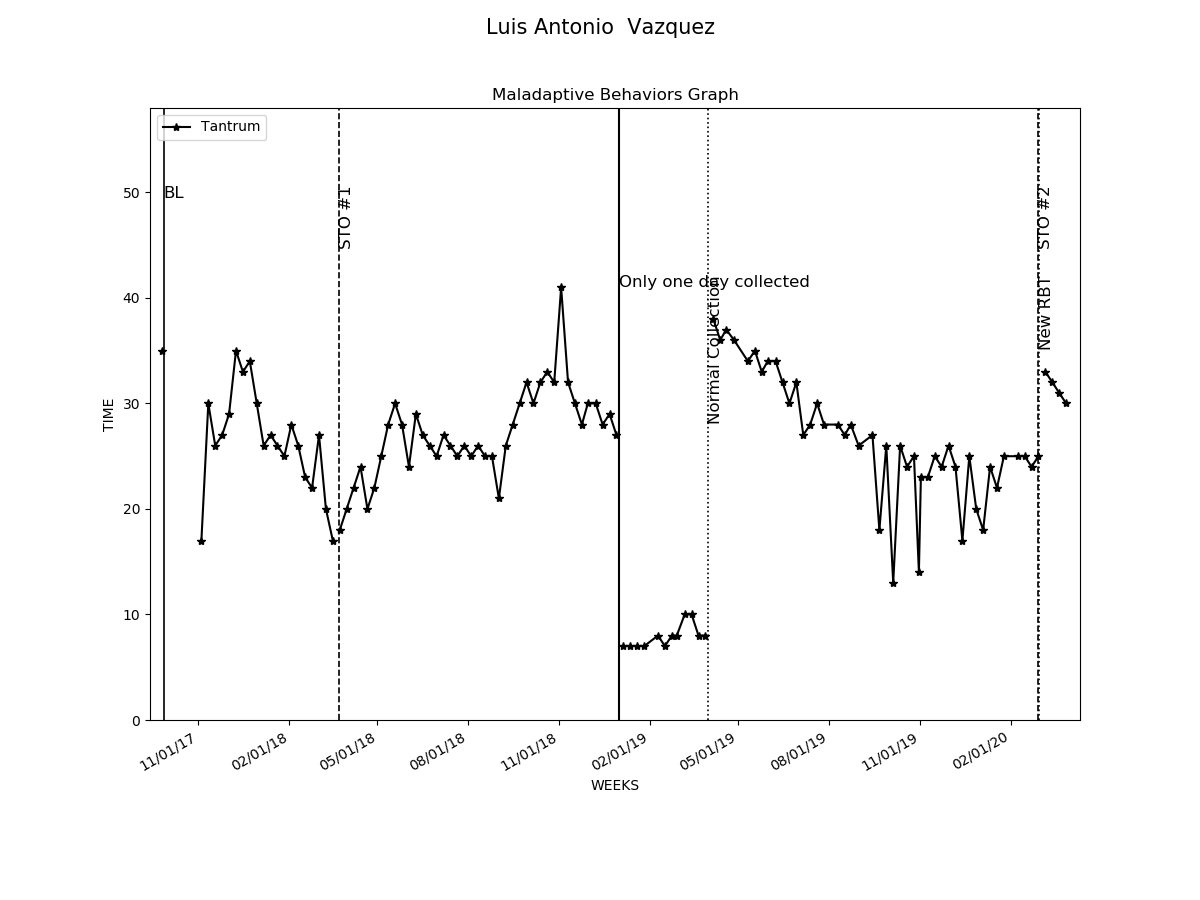 Luis Antonio  Vazquez
Maladaptive Behaviors Graph
Tantrum
BL
STO #1
Only one day collected
Normal Collection
New RBT
STO #2
TIME
50
40
30
20
10
0
11/01/17
02/01/18
05/01/18
08/01/18
11/01/18
02/01/19
05/01/19
08/01/19
11/01/19
02/01/20
WEEKS